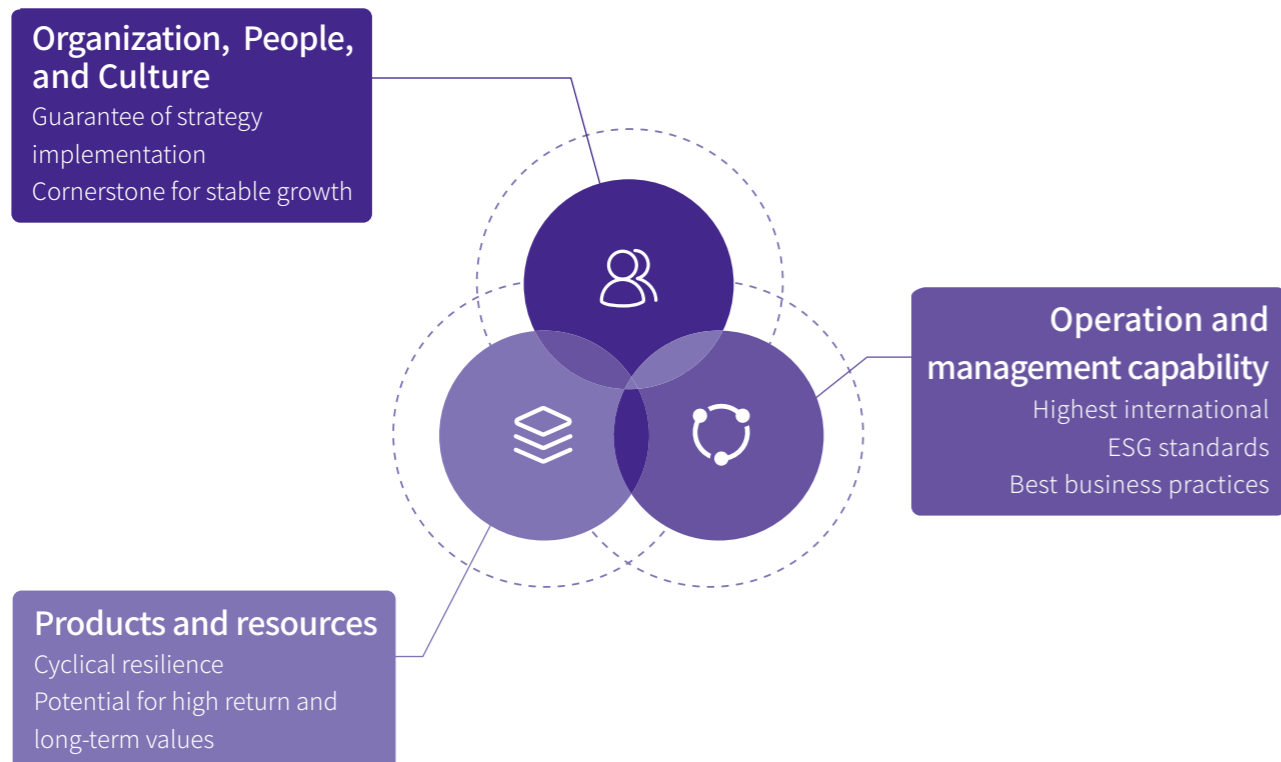 Organization, People,
and Culture
Guarantee of strategy
implementation
Cornerstone for stable growth
Operation and
management capability
Highest international
ESG standards
Best business practices
Products and resources
Cyclical resilience
Potential for high return and
long-term values